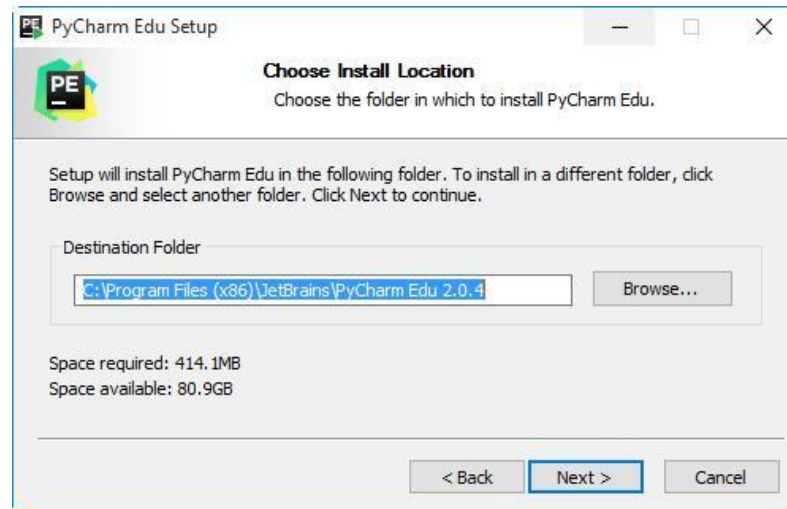 PE PyCharm Edu Setup
PE
Choose Install Location
Choose the folder in which to install PyCharm Edu.
Setup will install PyCharm Edu in the following folder. To install in a different folder, click
Browse and select another folder. Click Next to continue.
Destination Folder
C:\Program Files (x86)\JetBrains\PyCharm Edu 2.0.4
Browse...
Space required: 414.1MB
Space available: 80.9GB
< Back
Next >
Cancel